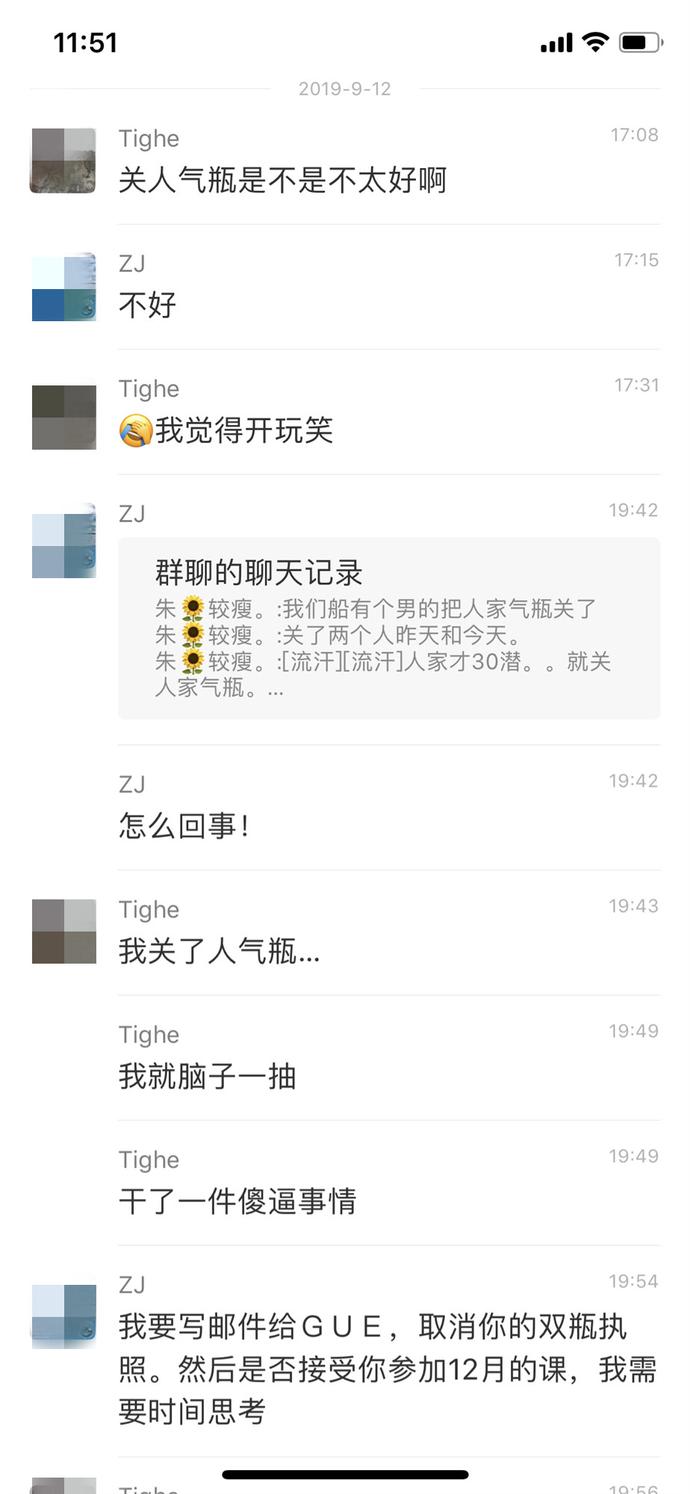 11:51
2019-9-12
Tighe 17:08
关人气瓶是不是不太好啊
ZJ 17:15
不好
Tighe 17:31
🤦我觉得开玩笑
ZJ 19:42
群聊的聊天记录
朱🌻较瘦。:我们船有个男的把人家气瓶关了
朱🌻较瘦。:关了两个人昨天和今天。
朱🌻较瘦。:[流汗][流汗]人家才30潜。。就关
人家气瓶。...
ZJ 19:42
怎么回事！
Tighe 19:43
我关了人气瓶...
Tighe 19:49
我就脑子一抽
Tighe 19:49
干了一件傻逼事情
ZJ 19:54
我要写邮件给ＧＵＥ，取消你的双瓶执
照。然后是否接受你参加12月的课，我需
要时间思考
Tighe 19:56